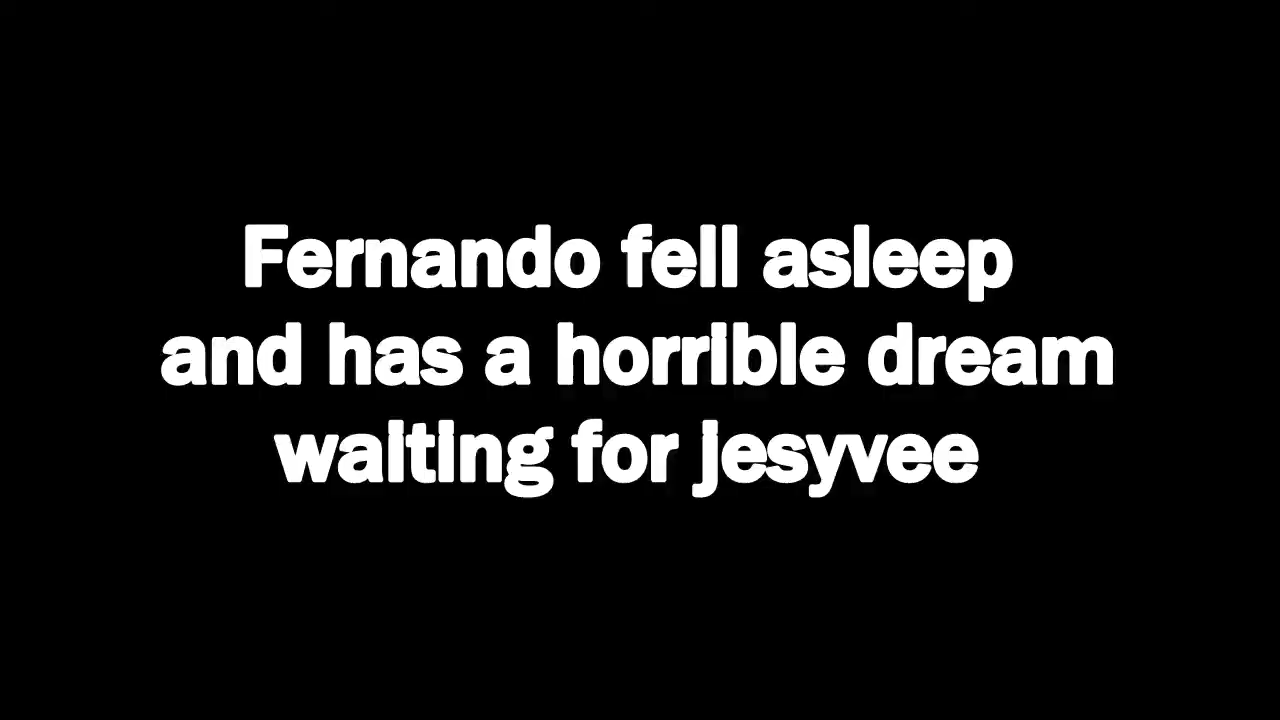 Fernando fell asleep
and has a horrible dream
waiting for jesyvee